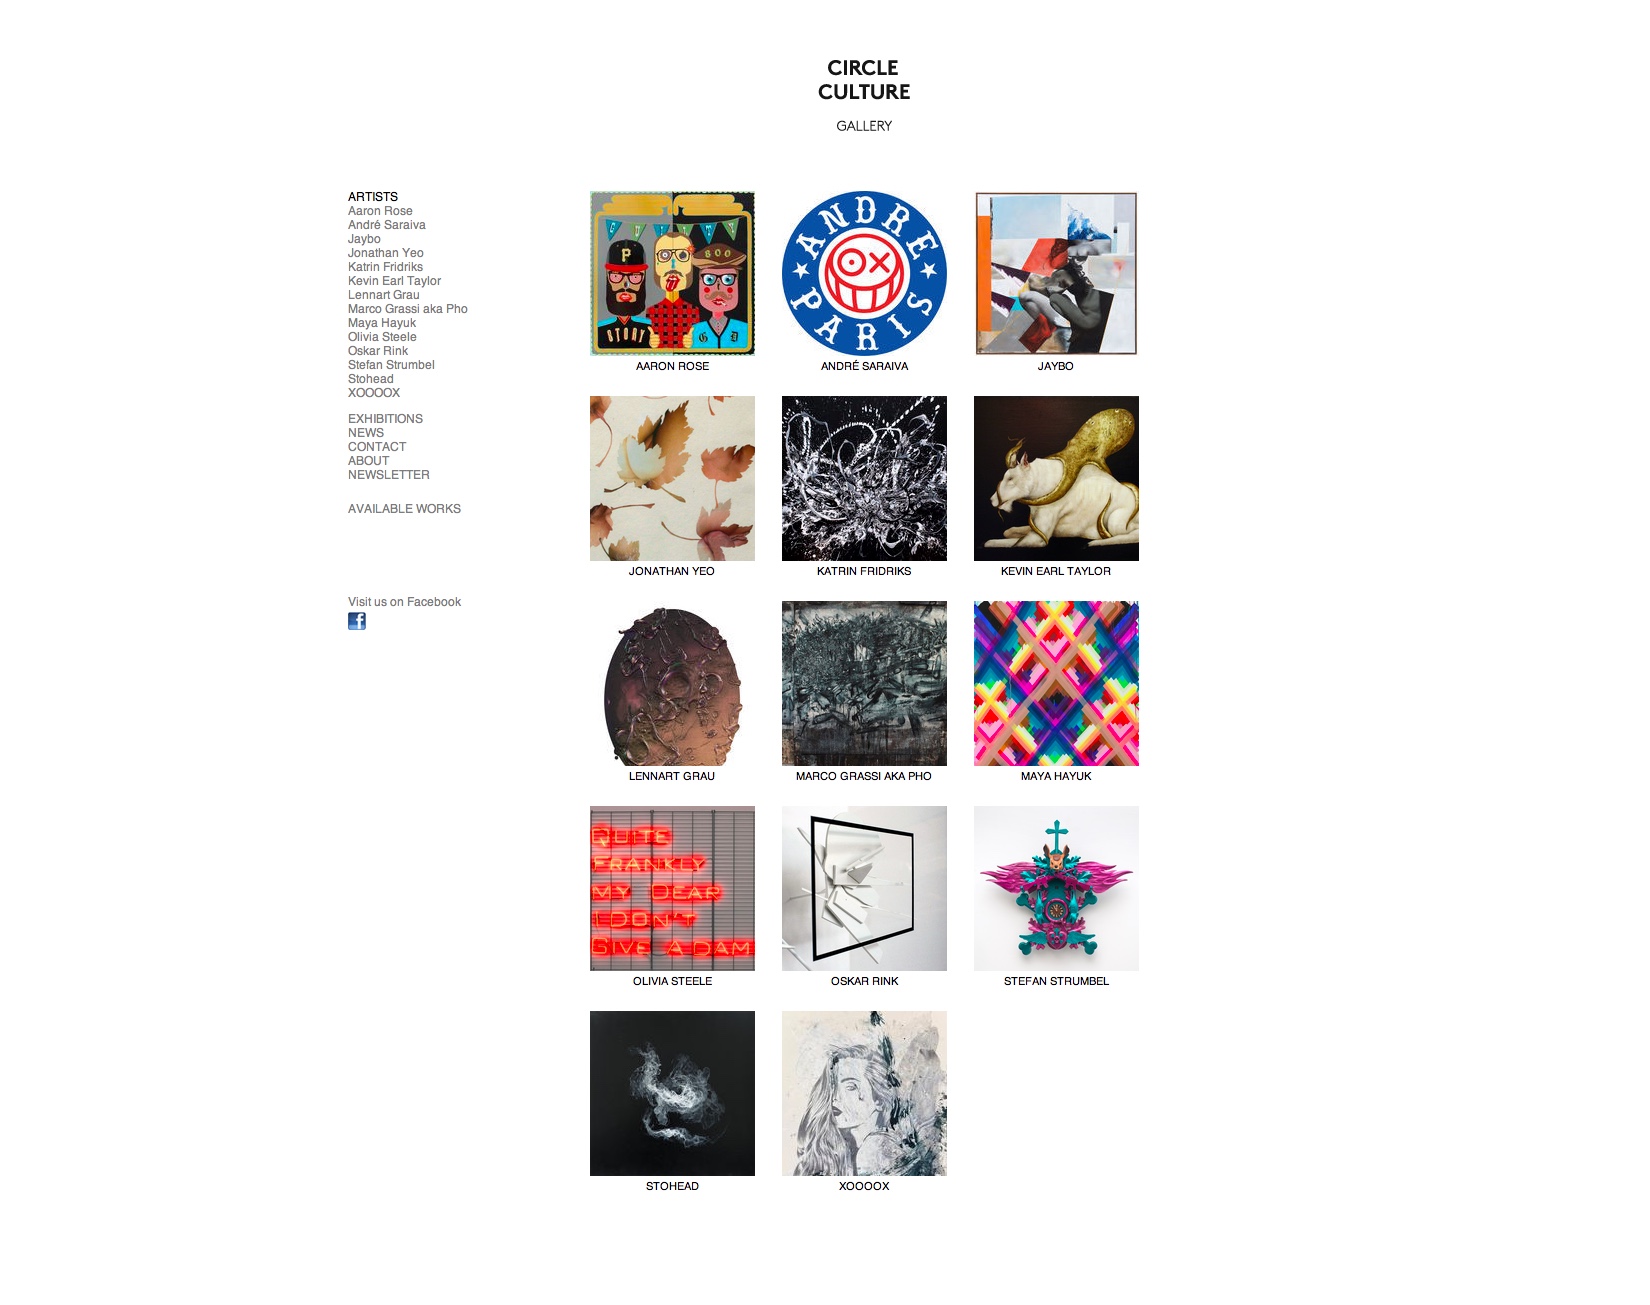 CIRCLE
CULTURE
GALLERY
ARTISTS
Aaron Rose
André Saraiva
Jaybo
Jonathan Yeo
Katrin Fridriks
Kevin Earl Taylor
Lennart Grau
Marco Grassi aka Pho
Maya Hayuk
Olivia Steele
Oskar Rink
Stefan Strumbel
Stohead
XOOOOX
EXHIBITIONS
NEWS
CONTACT
ABOUT
NEWSLETTER
AVAILABLE WORKS
Visit us on Facebook
f
P
BOO
STORY
G D
AARON ROSE
ANDRE
PARIS
ANDRÉ SARAIVA
JAYBO
JONATHAN YEO
KATRIN FRIDRIKS
KEVIN EARL TAYLOR
LENNART GRAU
MARCO GRASSI AKA PHO
MAYA HAYUK
QUITE
FRANKLY
MY DEAR
I DON'T
GIVE A DAM
OLIVIA STEELE
OSKAR RINK
STEFAN STRUMBEL
STOHEAD
XOOOOX